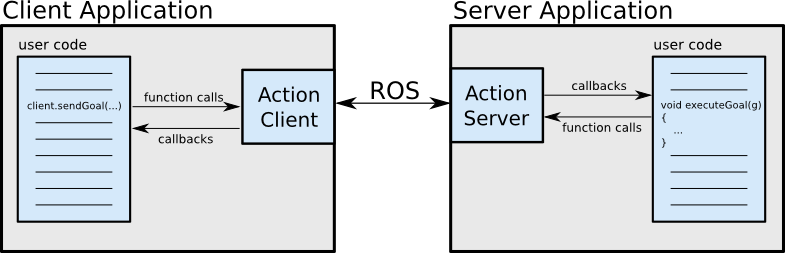 Client Application
user code
client.sendGoal(...)
function calls
callbacks
Action
Client
ROS
Server Application
Action
Server
callbacks
function calls
user code
void executeGoal(g)
{
...
}